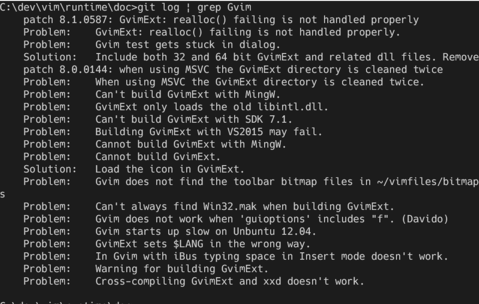 C:\dev\vim\runtime\doc>git log ¦ grep Gvim
patch 8.1.0587: GvimExt: realloc() failing is not handled properly
Problem:    GvimExt: realloc() failing is not handled properly.
Problem:    Gvim test gets stuck in dialog.
Solution:   Include both 32 and 64 bit GvimExt and related dll files. Remove
patch 8.0.0144: when using MSVC the GvimExt directory is cleaned twice
Problem:    When using MSVC the GvimExt directory is cleaned twice.
Problem:    Can't build GvimExt with MingW.
Problem:    GvimExt only loads the old libintl.dll.
Problem:    Can't build GvimExt with SDK 7.1.
Problem:    Building GvimExt with VS2015 may fail.
Problem:    Cannot build GvimExt with MingW.
Problem:    Cannot build GvimExt.
Solution:   Load the icon in GvimExt.
Problem:    Gvim does not find the toolbar bitmap files in ~/vimfiles/bitmap
s
Problem:    Can't always find Win32.mak when building GvimExt.
Problem:    Gvim does not work when 'guioptions' includes "f". (Davido)
Problem:    Gvim starts up slow on Unbuntu 12.04.
Problem:    GvimExt sets $LANG in the wrong way.
Problem:    In Gvim with iBus typing space in Insert mode doesn't work.
Problem:    Warning for building GvimExt.
Problem:    Cross-compiling GvimExt and xxd doesn't work.